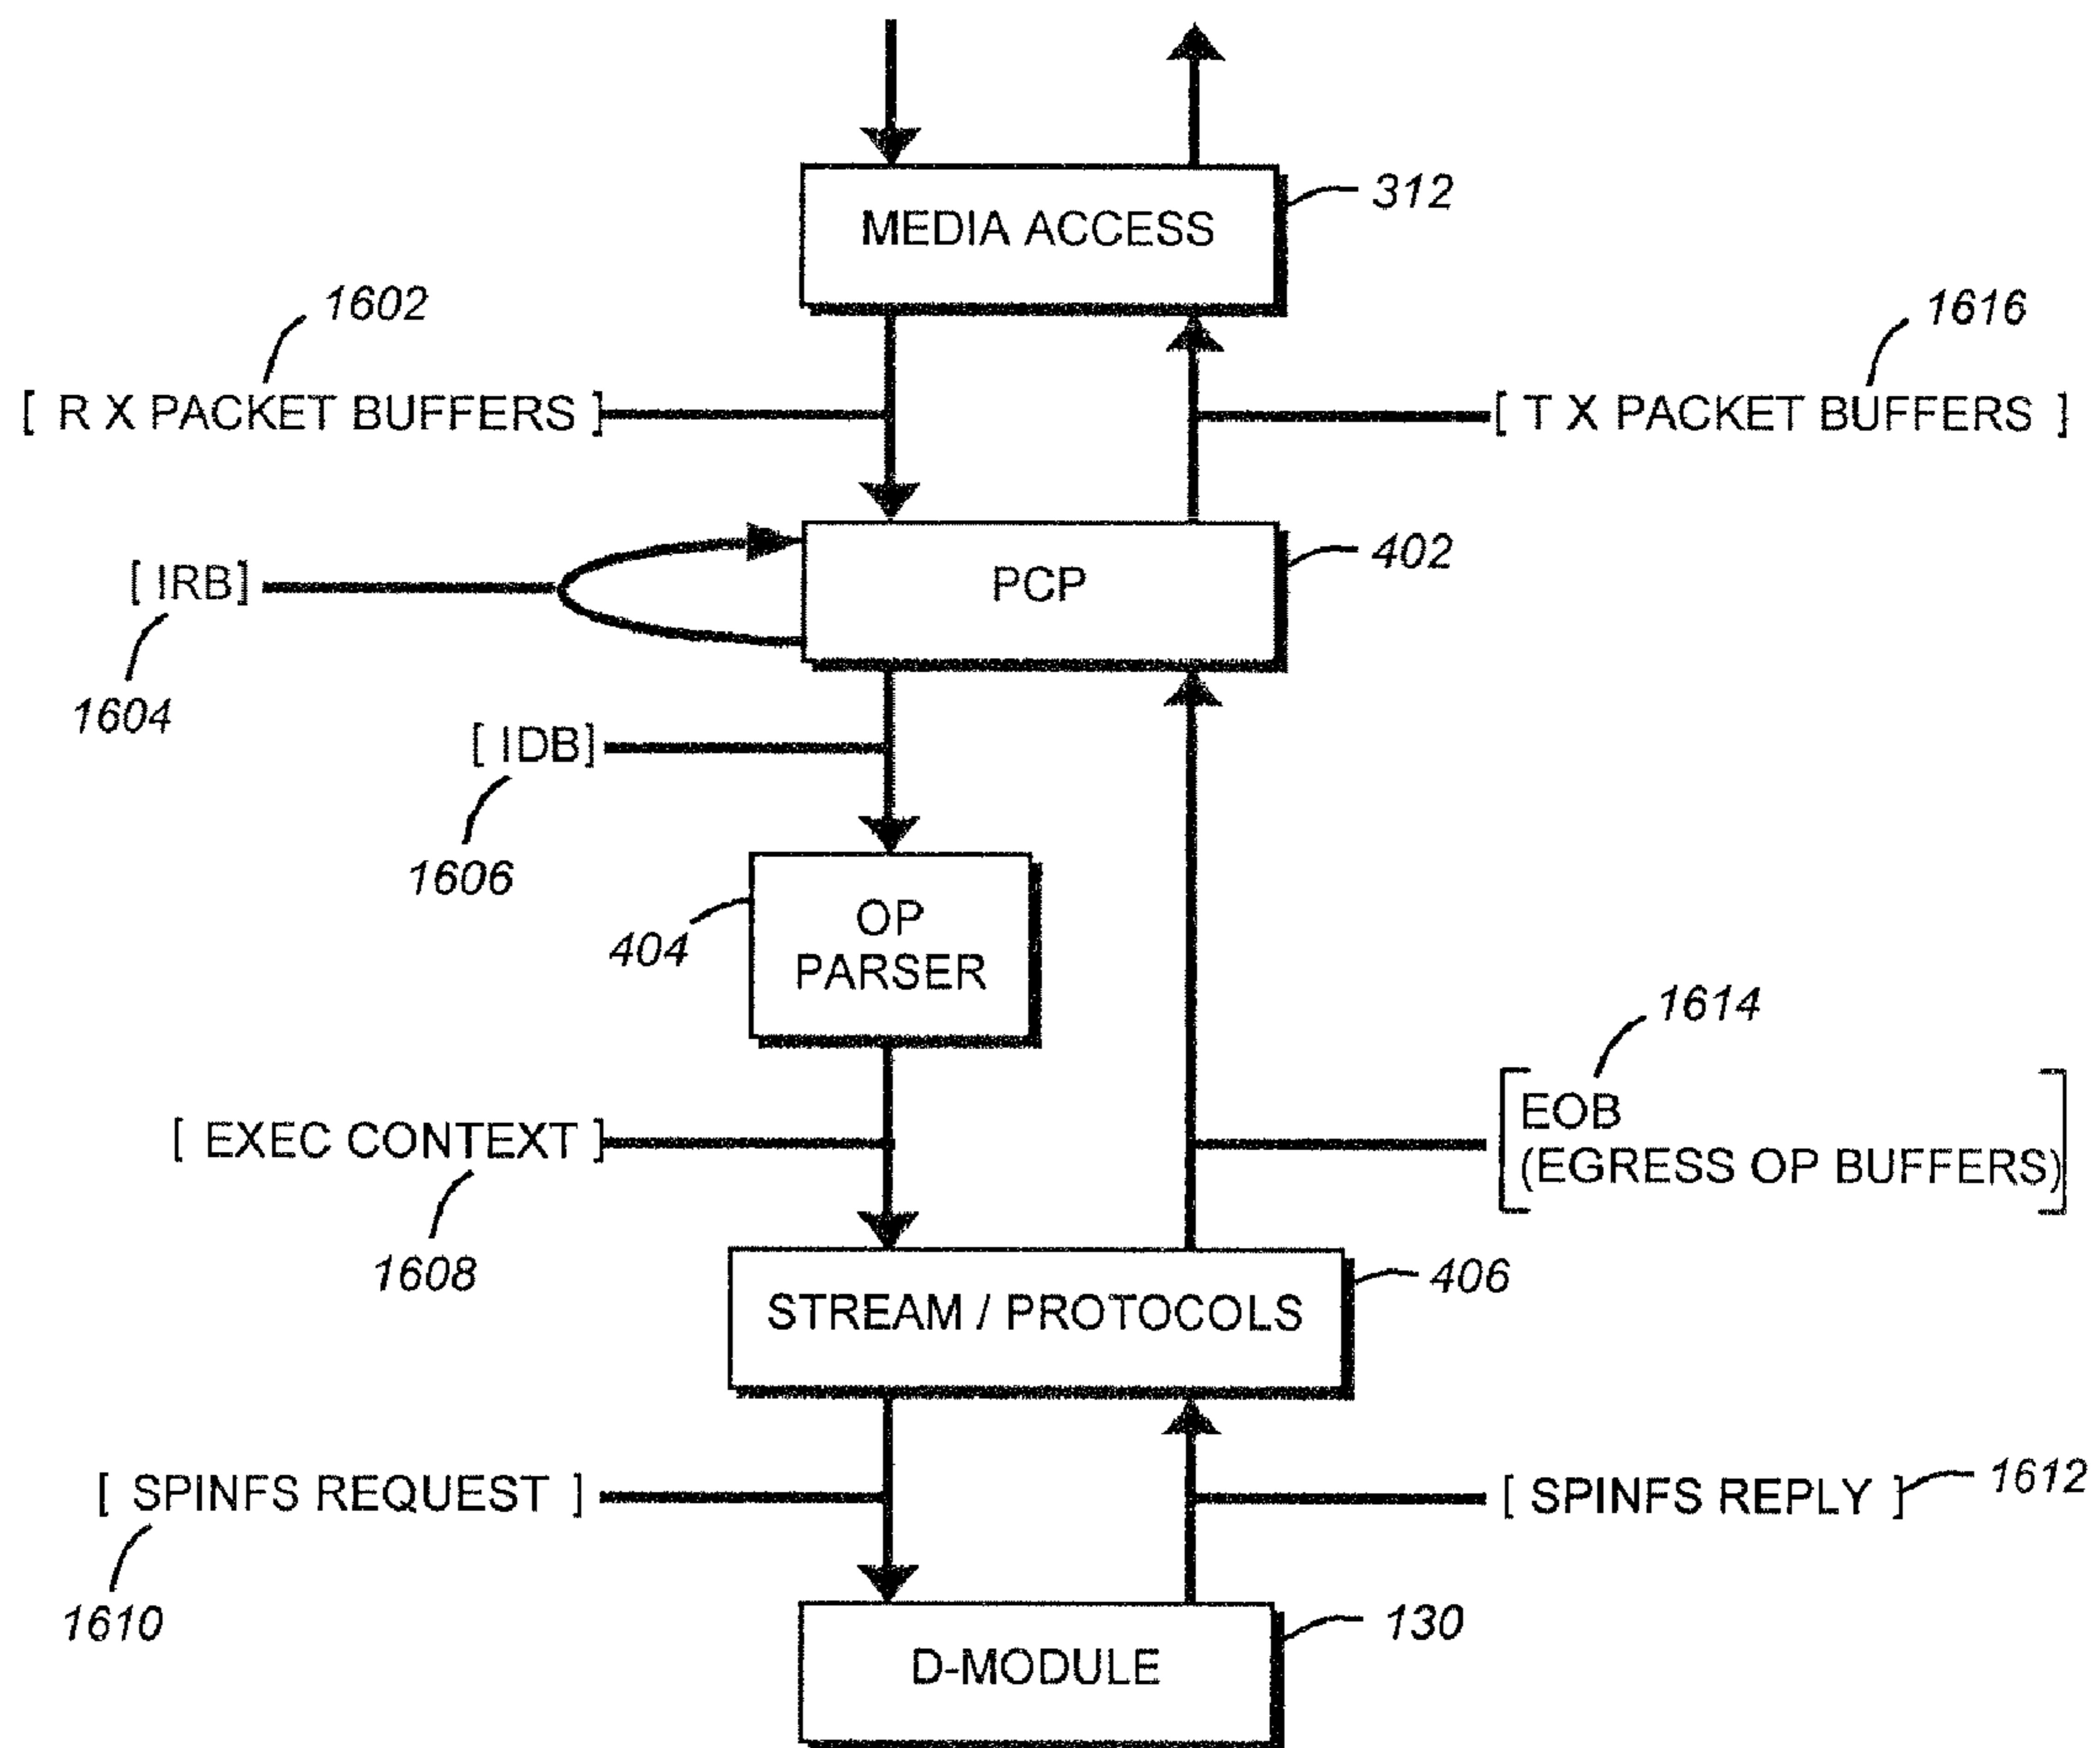 MEDIA ACCESS
312
1602
1616
[ R X PACKET BUFFERS ]
[ T X PACKET BUFFERS ]
402
[ IRB]
PCP
1604
[ IDB]
1606
OP
PARSER
404
1614
EOB
(EGRESS OP BUFFERS)
[ EXEC CONTEXT ]
1608
406
STREAM / PROTOCOLS
[ SPINFS REQUEST ]
[ SPINFS REPLY ]
1612
1610
130
D-MODULE